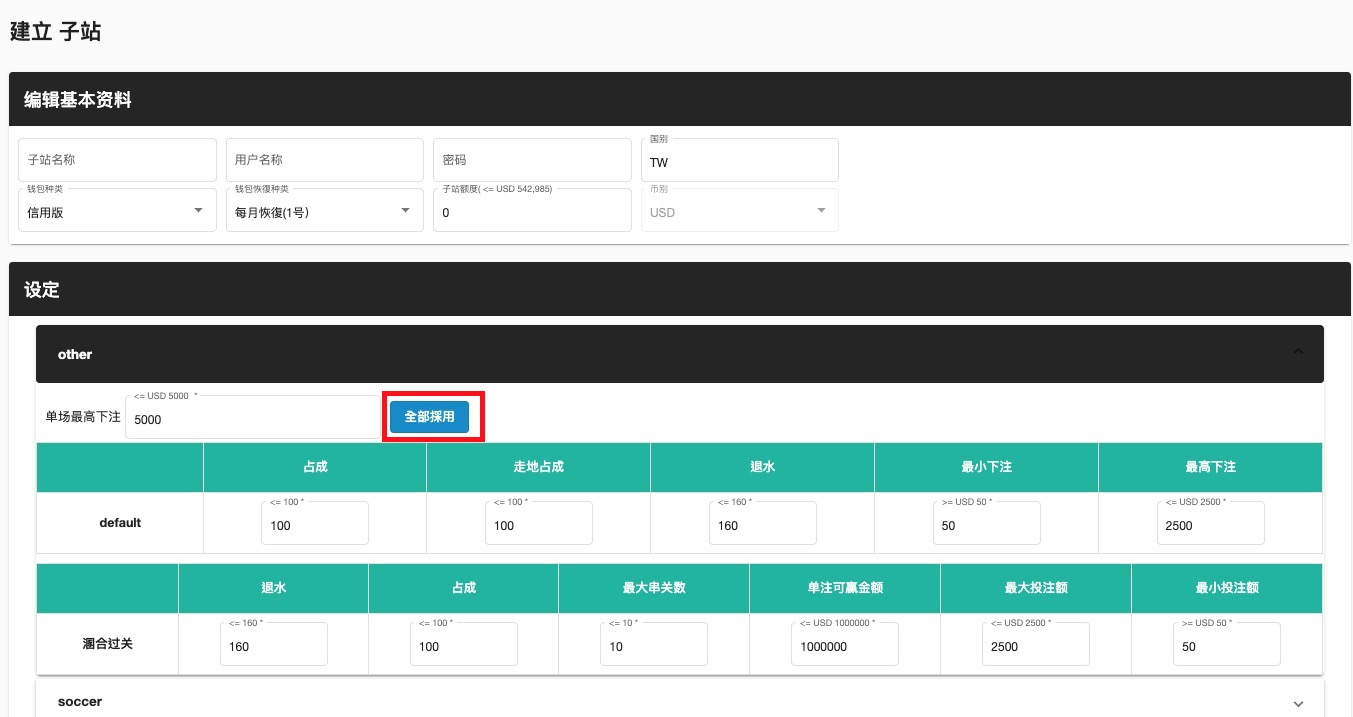 建立 子站
编辑基本资料
子站名称
用户名称
密码
国别
TW
钱包种类
信用版
钱包恢復种类
每月恢復(1号)
子站额度( <= USD 542,985)
0
币别
USD
设定
other
单场最高下注
<= USD 5000 *
5000
全部採用
占成 走地占成 退水 最小下注 最高下注
<= 100 * <= 100 * <= 160 * >= USD 50 * <= USD 2500 *
default 100 100 160 50 2500
退水 占成 最大串关数 单注可赢金额 最大投注额 最小投注额
<= 160 * <= 100 * <= 10 * <= USD 1000000 * <= USD 2500 * >= USD 50 *
溷合过关 160 100 10 1000000 2500 50
soccer